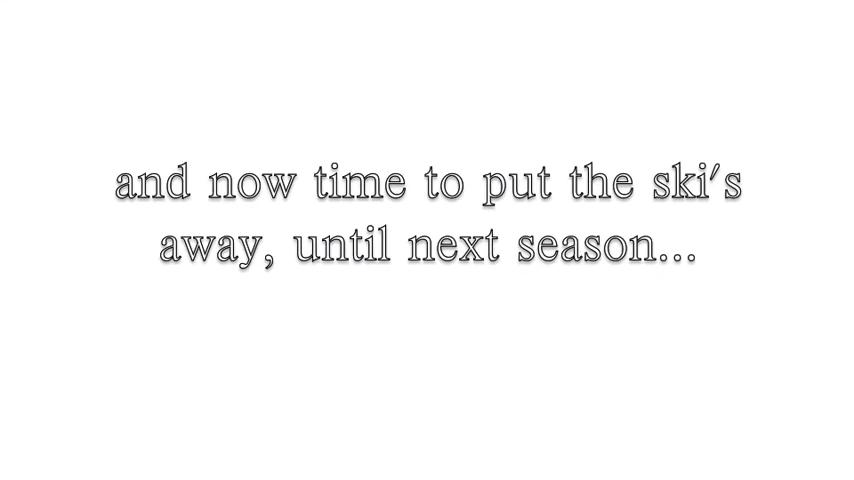 and now time to put the ski's
away, until next season...